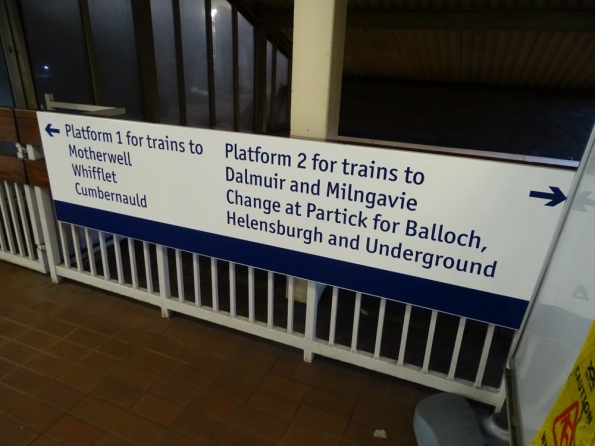 ← Platform 1 for trains to
Motherwell
Whifflet
Cumbernauld
Platform 2 for trains to →
Dalmuir and Milngavie
Change at Partick for Balloch,
Helensburgh and Underground
CAUTION